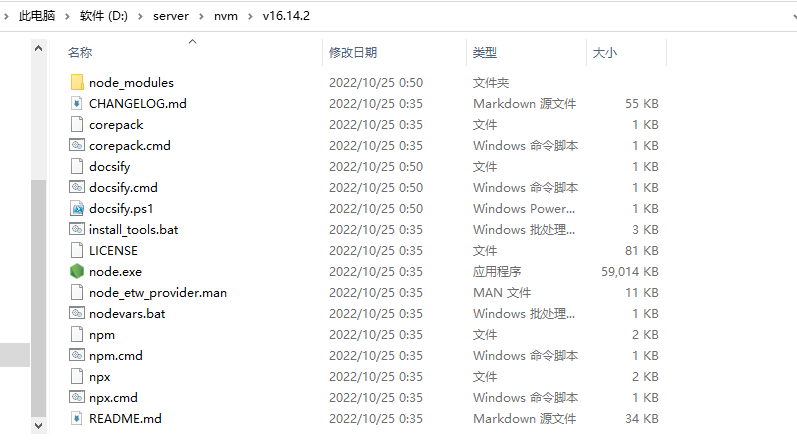 此电脑 > 软件 (D:) > server > nvm > v16.14.2
名称 修改日期 类型 大小
node_modules 2022/10/25 0:50 文件夹
CHANGELOG.md 2022/10/25 0:35 Markdown 源文件 55 KB
corepack 2022/10/25 0:35 文件 1 KB
corepack.cmd 2022/10/25 0:35 Windows 命令脚本 1 KB
docsify 2022/10/25 0:50 文件 1 KB
docsify.cmd 2022/10/25 0:50 Windows 命令脚本 1 KB
docsify.ps1 2022/10/25 0:50 Windows Power... 1 KB
install_tools.bat 2022/10/25 0:35 Windows 批处理... 3 KB
LICENSE 2022/10/25 0:35 文件 81 KB
node.exe 2022/10/25 0:35 应用程序 59,014 KB
node_etw_provider.man 2022/10/25 0:35 MAN 文件 11 KB
nodevars.bat 2022/10/25 0:35 Windows 批处理... 1 KB
npm 2022/10/25 0:35 文件 2 KB
npm.cmd 2022/10/25 0:35 Windows 命令脚本 1 KB
npx 2022/10/25 0:35 文件 2 KB
npx.cmd 2022/10/25 0:35 Windows 命令脚本 1 KB
README.md 2022/10/25 0:35 Markdown 源文件 34 KB